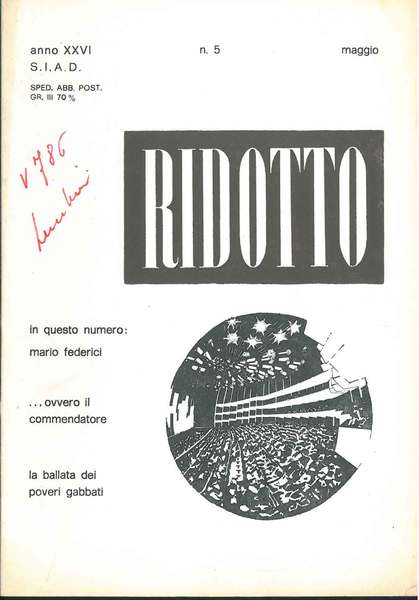 anno XXVI n. 5 maggio
S.I.A.D.
SPED. ABB. POST.
GR. III 70%
V 786
RIDOTTO
in questo numero:
mario federici
...ovvero il
commendatore
la ballata dei
poveri gabbati